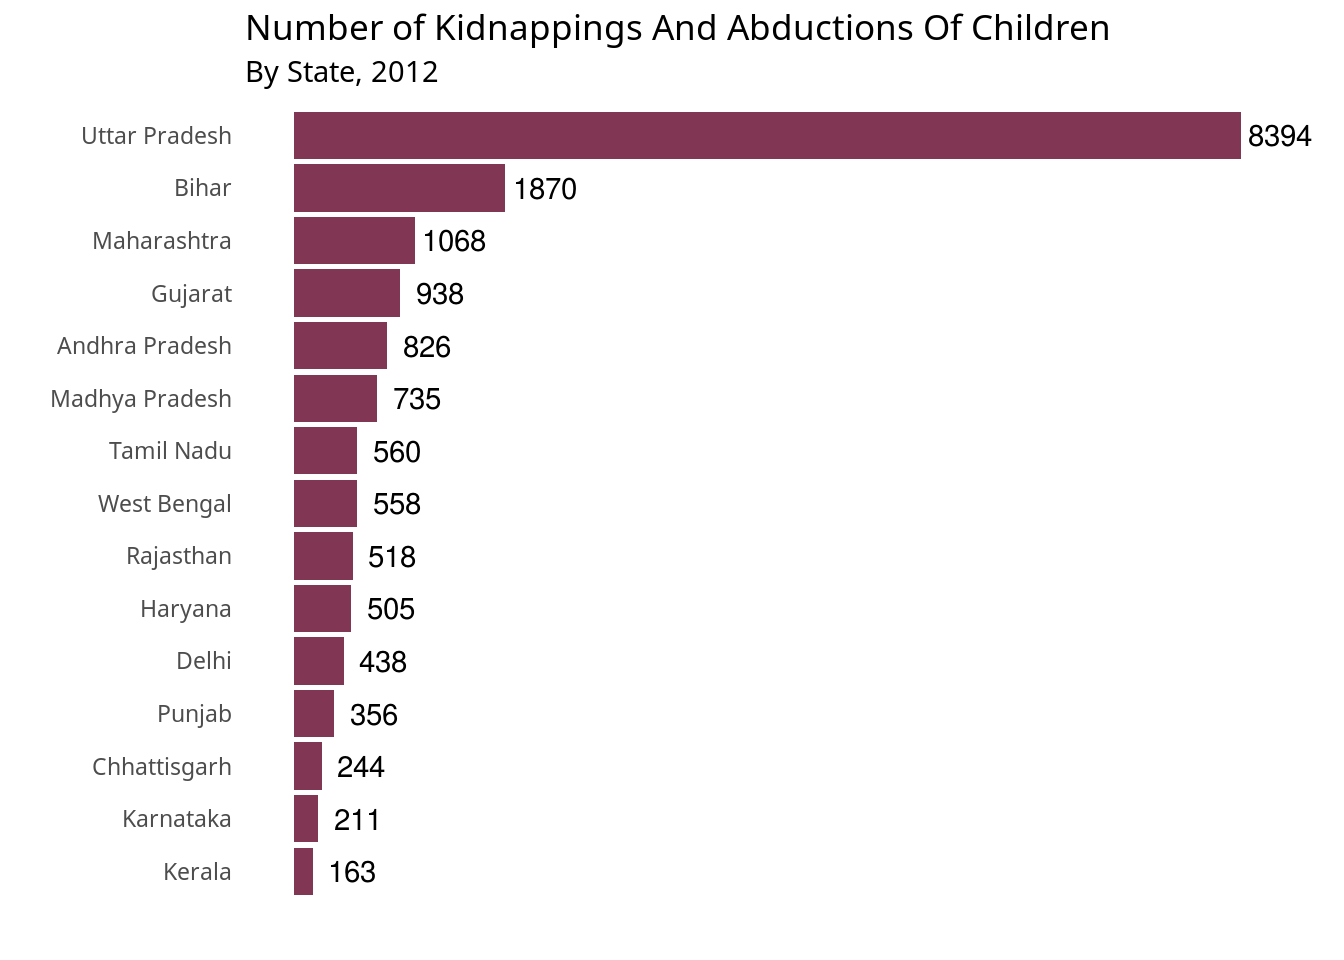 Number of Kidnappings And Abductions Of Children
By State, 2012
Uttar Pradesh 8394
Bihar 1870
Maharashtra 1068
Gujarat 938
Andhra Pradesh 826
Madhya Pradesh 735
Tamil Nadu 560
West Bengal 558
Rajasthan 518
Haryana 505
Delhi 438
Punjab 356
Chhattisgarh 244
Karnataka 211
Kerala 163